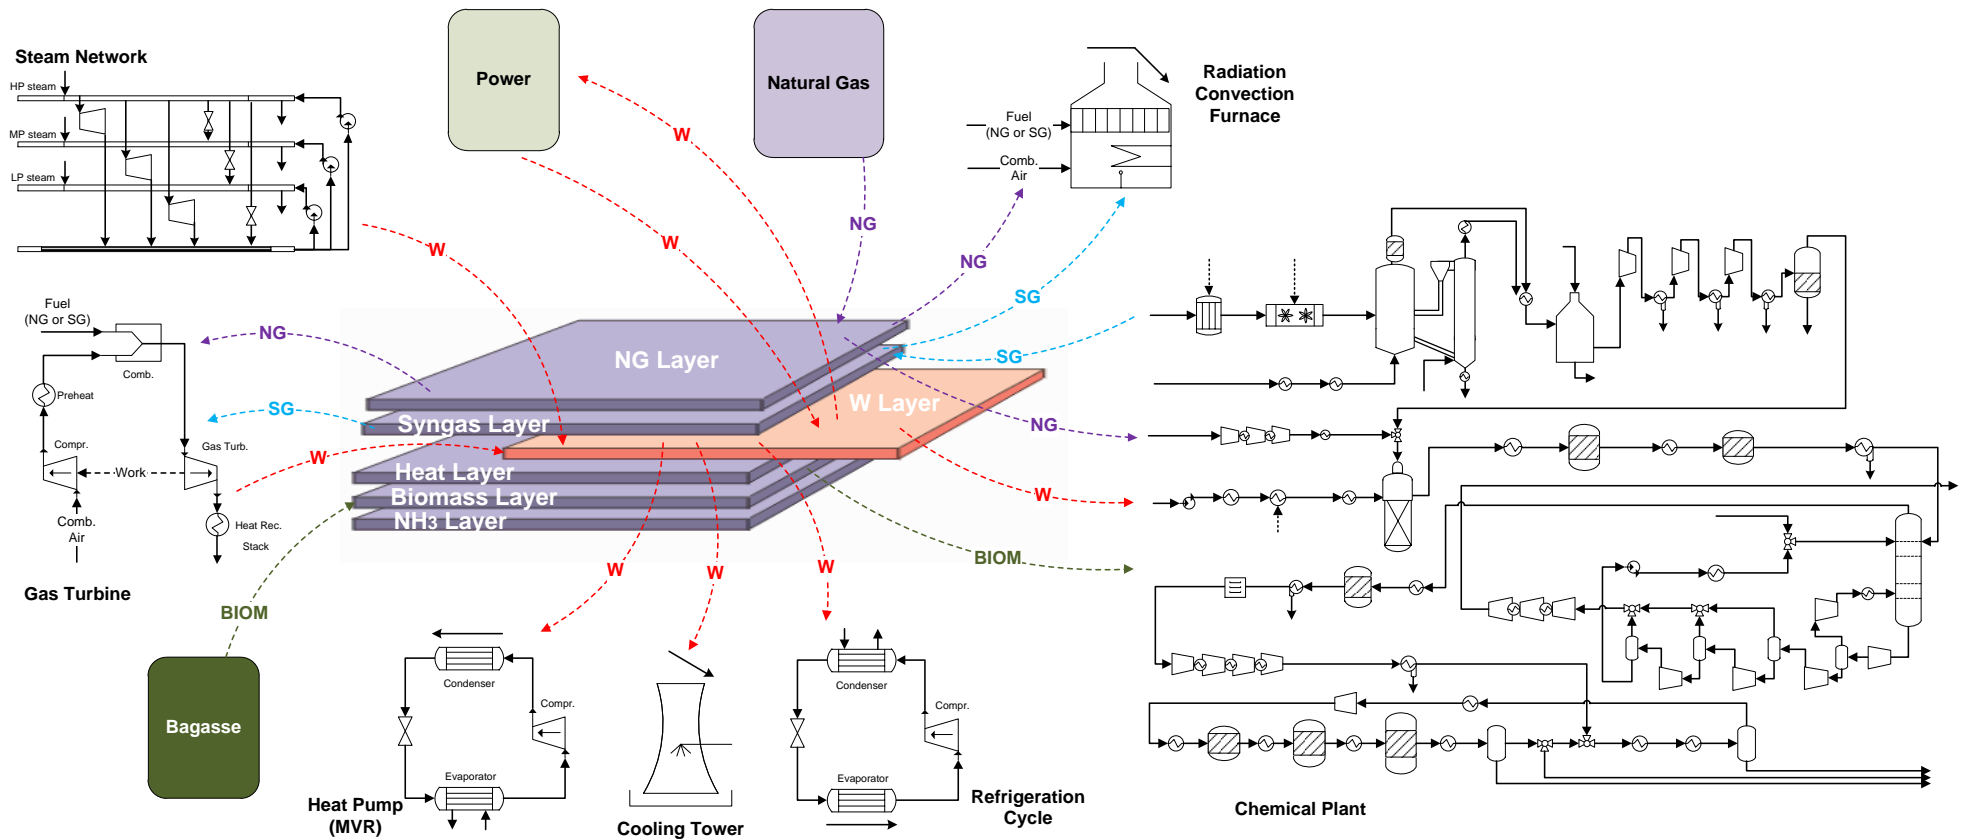 Steam Network
HP steam
MP steam
LP steam
Power
Natural Gas
Radiation
Convection
Furnace
Fuel
(NG or SG)
Comb.
Air
W
W
W
NG
NG
SG
SG
NG
NG
SG
W
W
BIOM
BIOM
W
W
W
NG Layer
Syngas Layer
W Layer
Heat Layer
Biomass Layer
NH3 Layer
Fuel
(NG or SG)
Comb.
Preheat
Compr.
Gas Turb.
Work
Comb.
Air
Heat Rec.
Stack
Gas Turbine
Bagasse
Condenser
Compr.
Evaporator
Heat Pump
(MVR)
Cooling Tower
Condenser
Compr.
Evaporator
Refrigeration
Cycle
Chemical Plant